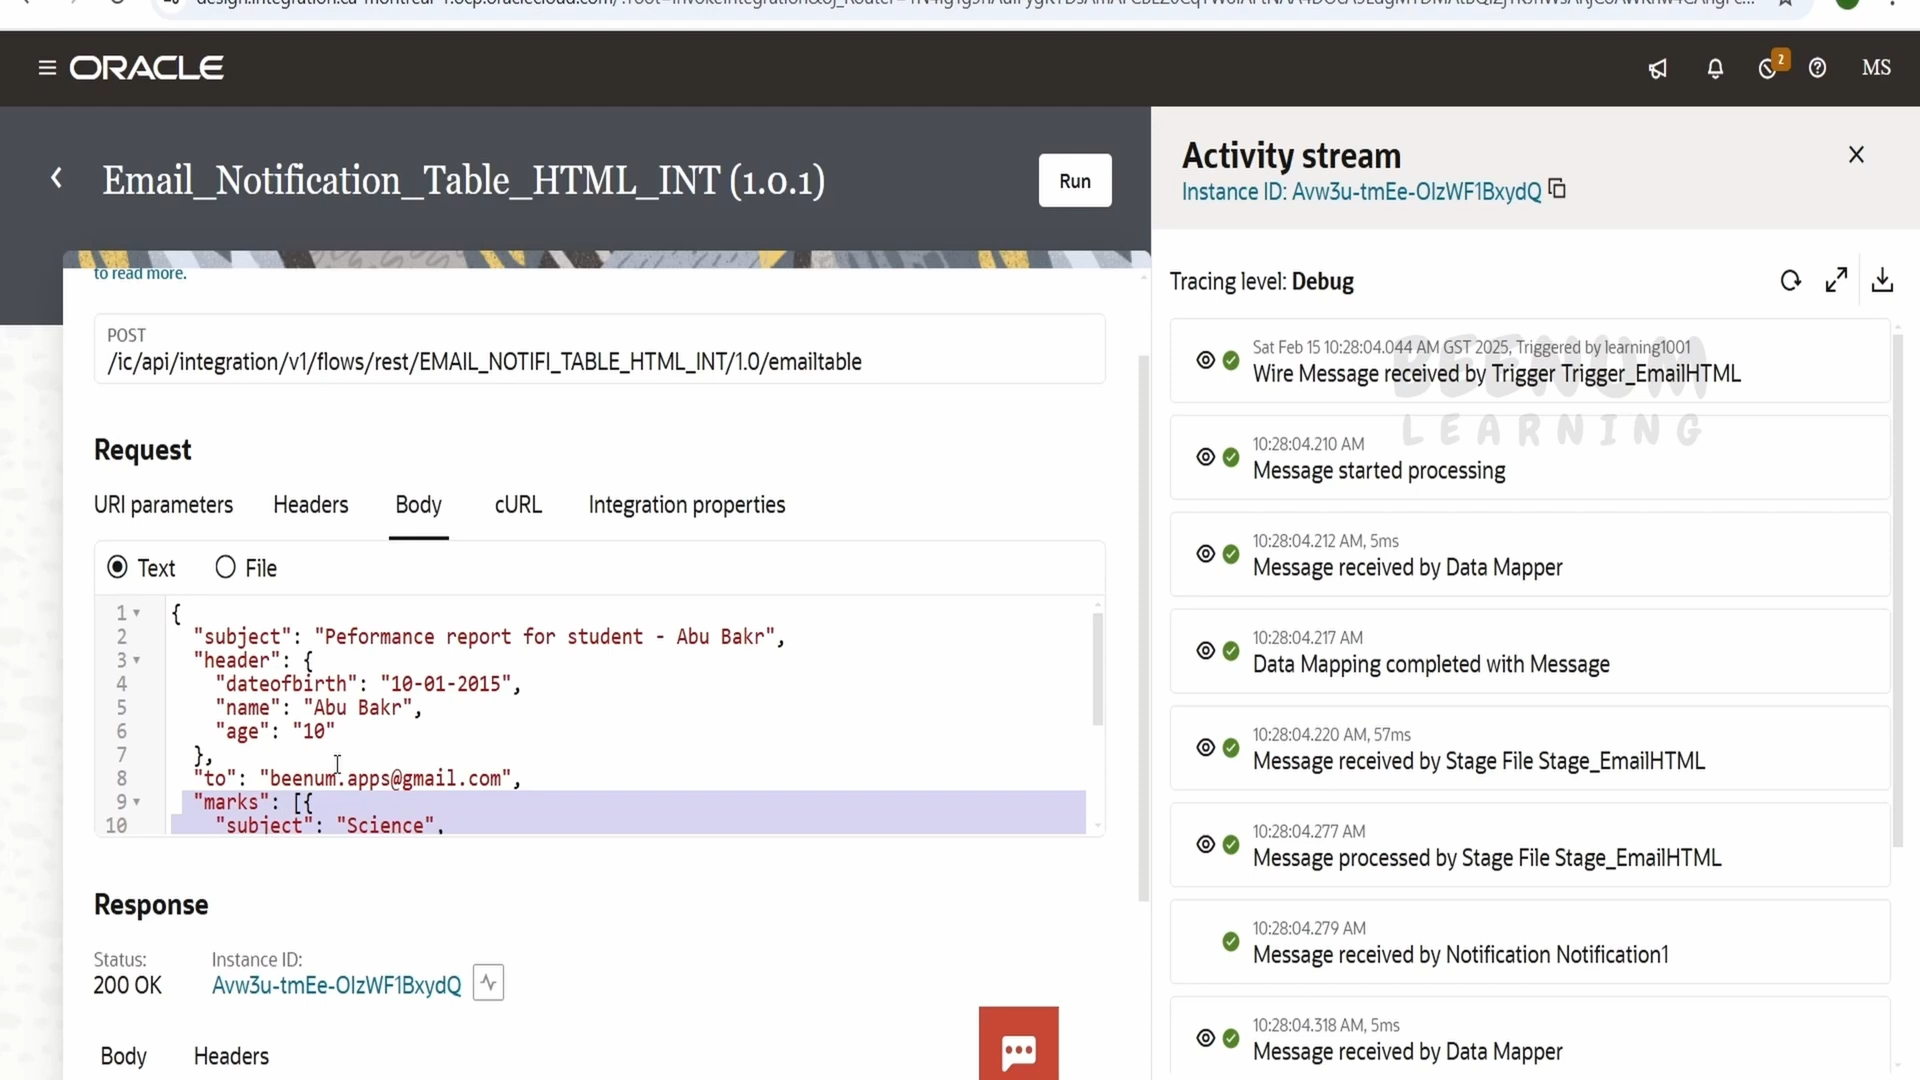 ORACLE
2
MS
Email_Notification_Table_HTML_INT (1.0.1)
Run
to read more.
POST
/ic/api/integration/v1/flows/rest/EMAIL_NOTIFI_TABLE_HTML_INT/1.0/emailtable
Request
URI parameters
Headers
Body
cURL
Integration properties
Text
File
1 {
2 "subject": "Peformance report for student - Abu Bakr",
3 "header": {
4 "dateofbirth": "10-01-2015",
5 "name": "Abu Bakr",
6 "age": "10"
7 },
8 "to": "beenum.apps@gmail.com",
9 "marks": [{
10 "subject": "Science",
Response
Status:
200 OK
Instance ID:
Avw3u-tmEe-OIzWF1BxydQ
Body
Headers
Activity stream
Instance ID: Avw3u-tmEe-OIzWF1BxydQ
Tracing level: Debug
BEENUM
LEARNING
Sat Feb 15 10:28:04.044 AM GST 2025, Triggered by learning1001
Wire Message received by Trigger Trigger_EmailHTML
10:28:04.210 AM
Message started processing
10:28:04.212 AM, 5ms
Message received by Data Mapper
10:28:04.217 AM
Data Mapping completed with Message
10:28:04.220 AM, 57ms
Message received by Stage File Stage_EmailHTML
10:28:04.277 AM
Message processed by Stage File Stage_EmailHTML
10:28:04.279 AM
Message received by Notification Notification1
10:28:04.318 AM, 5ms
Message received by Data Mapper